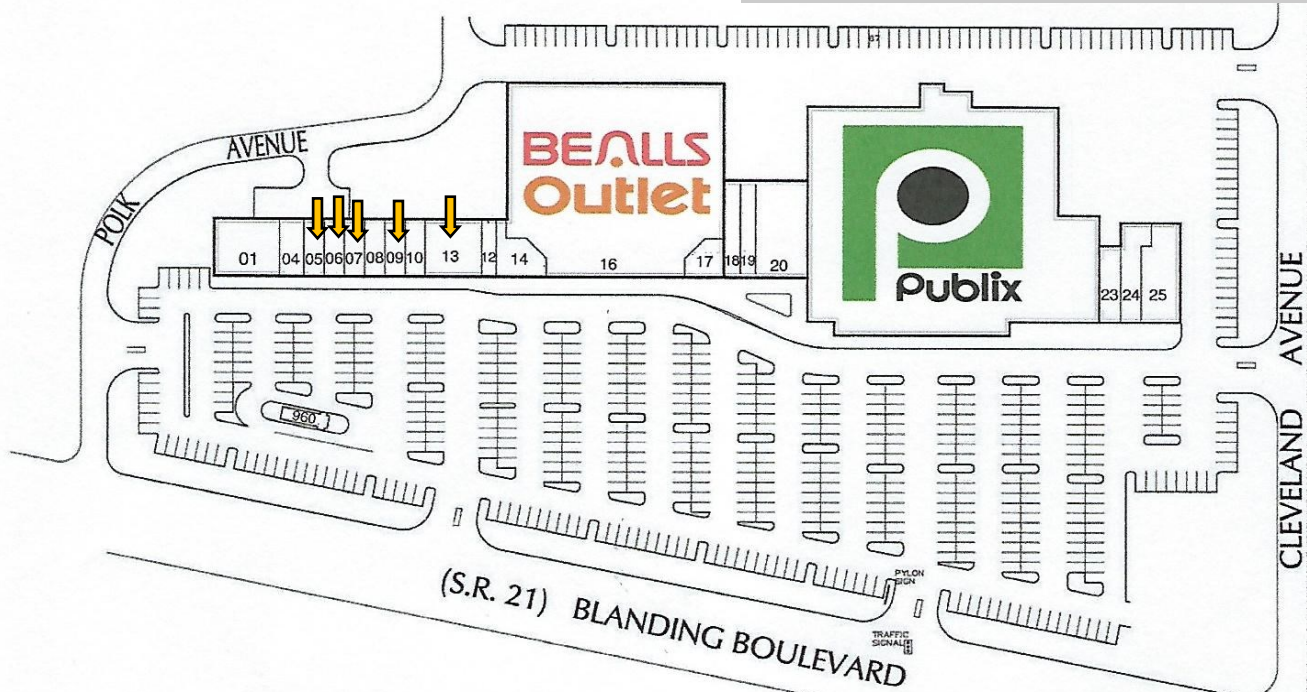 67
BEALLS
Outlet
Publix
POLK
AVENUE
01
04
05
06
07
08
09
10
13
12
14
16
17
18
19
20
23
24
25
960
PYLON
SIGN
TRAFFIC
SIGNAL
(S.R. 21) BLANDING BOULEVARD
CLEVELAND AVENUE